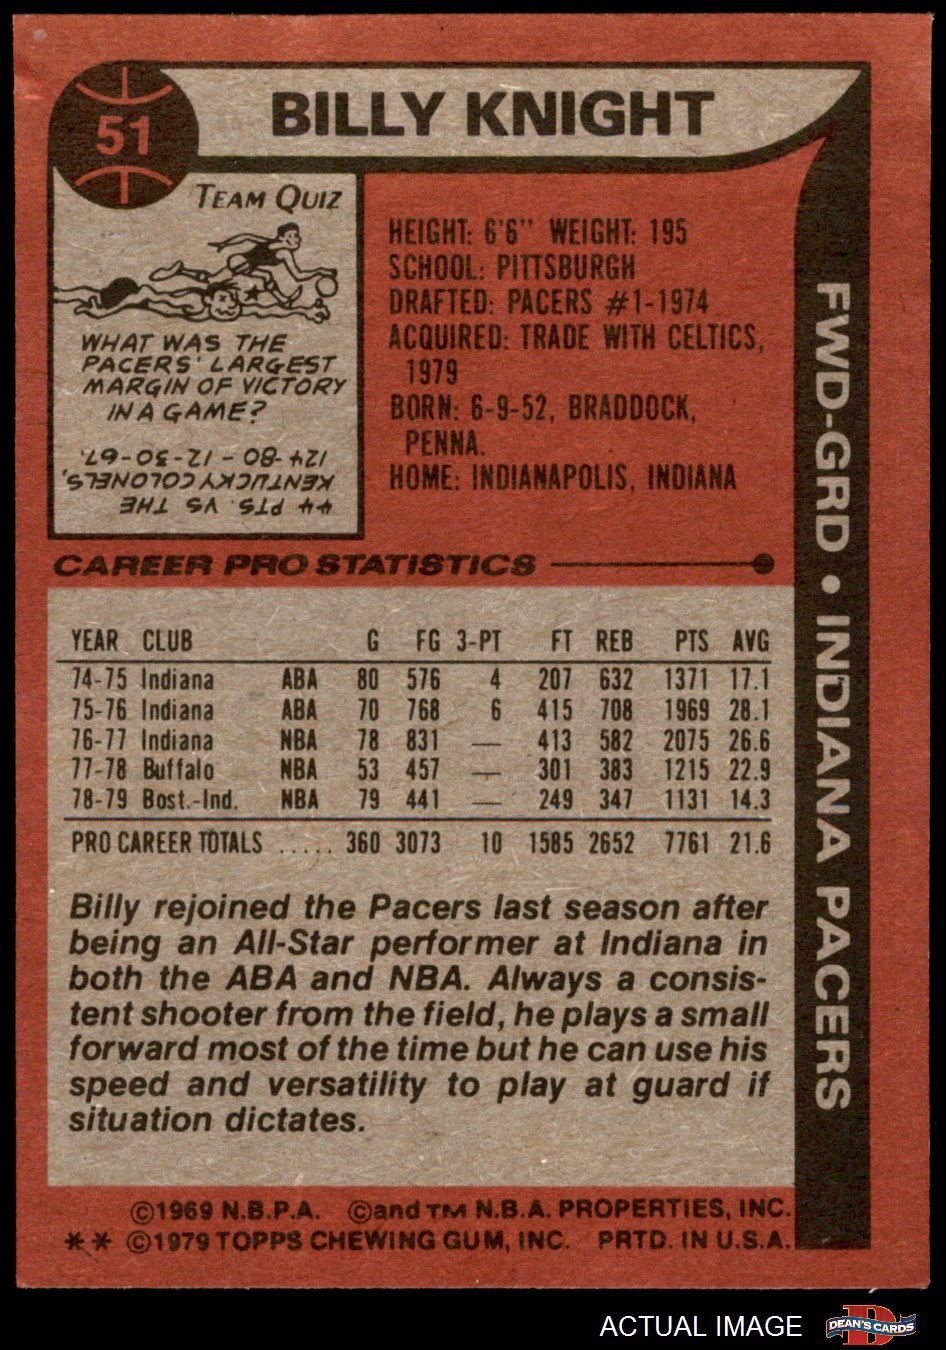 51
BILLY KNIGHT
TEAM QUIZ
WHAT WAS THE
PACERS' LARGEST
MARGIN OF VICTORY
IN A GAME?
44 PTS. VS THE
KENTUCKY COLONELS,
124-80 - 12-30-67.
HEIGHT: 6'6" WEIGHT: 195
SCHOOL: PITTSBURGH
DRAFTED: PACERS #1-1974
ACQUIRED: TRADE WITH CELTICS,
1979
BORN: 6-9-52, BRADDOCK,
PENNA.
HOME: INDIANAPOLIS, INDIANA
FWD-GRD • INDIANA PACERS
CAREER PRO STATISTICS
YEAR CLUB G FG 3-PT FT REB PTS AVG
74-75 Indiana ABA 80 576 4 207 632 1371 17.1
75-76 Indiana ABA 70 768 6 415 708 1969 28.1
76-77 Indiana NBA 78 831 — 413 582 2075 26.6
77-78 Buffalo NBA 53 457 — 301 383 1215 22.9
78-79 Bost.-Ind. NBA 79 441 — 249 347 1131 14.3
PRO CAREER TOTALS ..... 360 3073 10 1585 2652 7761 21.6
Billy rejoined the Pacers last season after
being an All-Star performer at Indiana in
both the ABA and NBA. Always a consis-
tent shooter from the field, he plays a small
forward most of the time but he can use his
speed and versatility to play at guard if
situation dictates.
©1969 N.B.P.A. ©and TM N.B.A. PROPERTIES, INC.
** ©1979 TOPPS CHEWING GUM, INC. PRTD. IN U.S.A.
ACTUAL IMAGE
D
DEAN'S CARDS